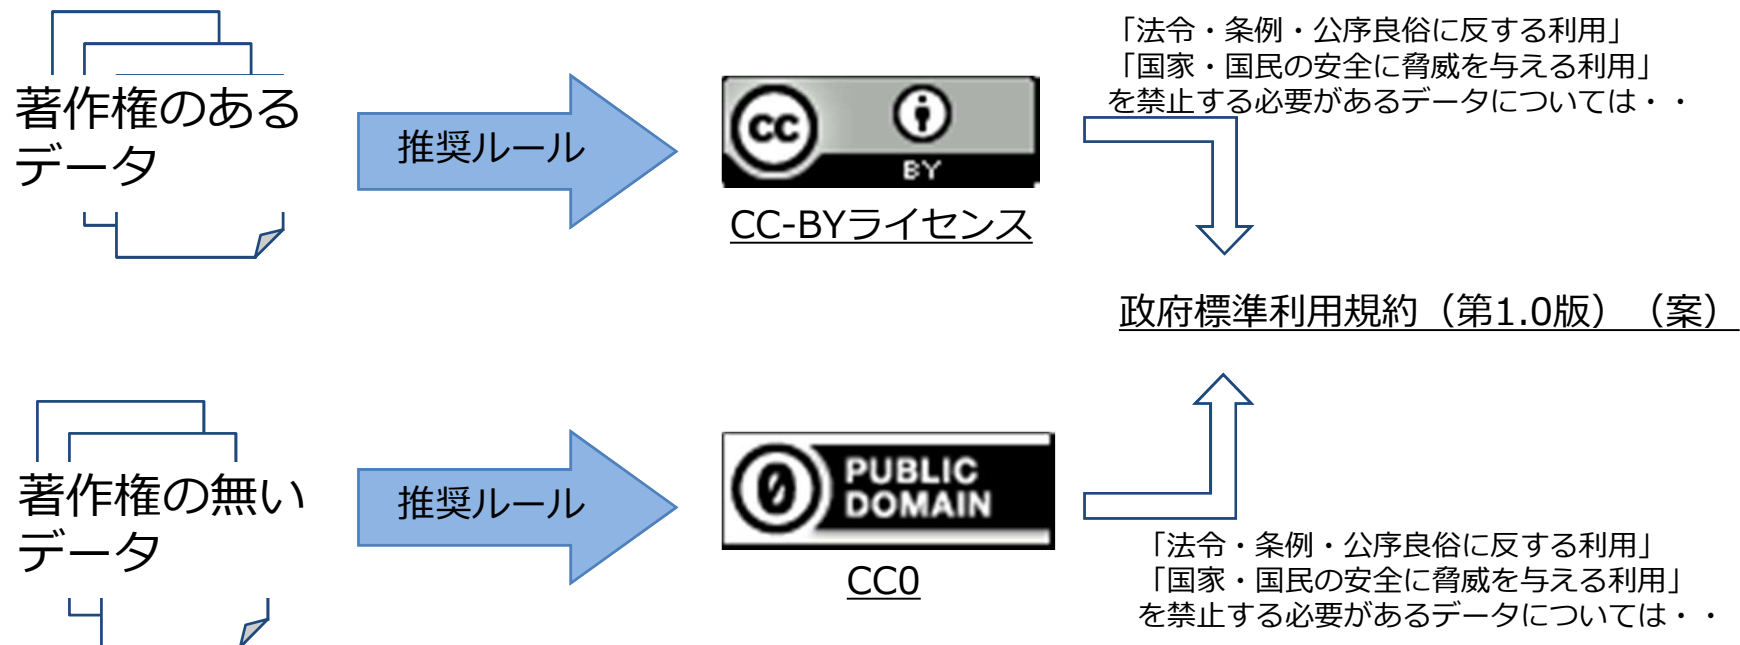 「法令・条例・公序良俗に反する利用」
「国家・国民の安全に脅威を与える利用」
を禁止する必要があるデータについては・・
著作権のある
データ
推奨ルール
cc
BY
CC-BYライセンス
政府標準利用規約（第1.0版）（案）
著作権の無い
データ
推奨ルール
0
PUBLIC
DOMAIN
CC0
「法令・条例・公序良俗に反する利用」
「国家・国民の安全に脅威を与える利用」
を禁止する必要があるデータについては・・